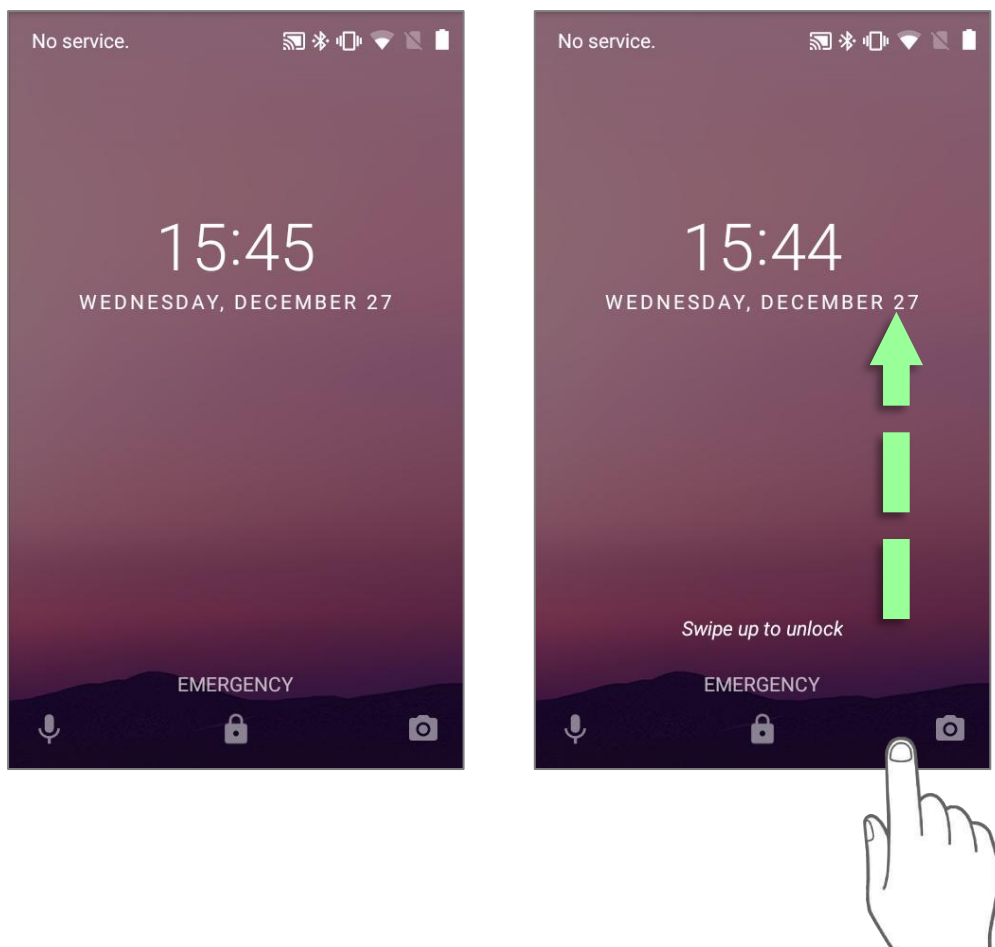 No service.
15:45
WEDNESDAY, DECEMBER 27
EMERGENCY
No service.
15:44
WEDNESDAY, DECEMBER 27
Swipe up to unlock
EMERGENCY